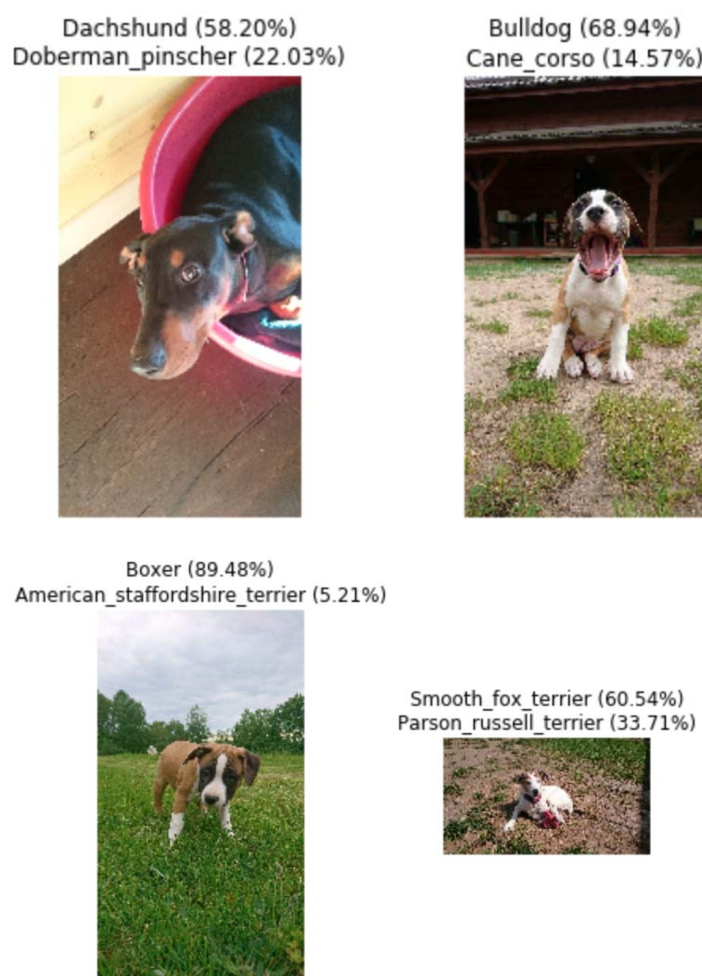 Dachshund (58.20%)
Doberman_pinscher (22.03%)
Bulldog (68.94%)
Cane_corso (14.57%)
Boxer (89.48%)
American_staffordshire_terrier (5.21%)
Smooth_fox_terrier (60.54%)
Parson_russell_terrier (33.71%)